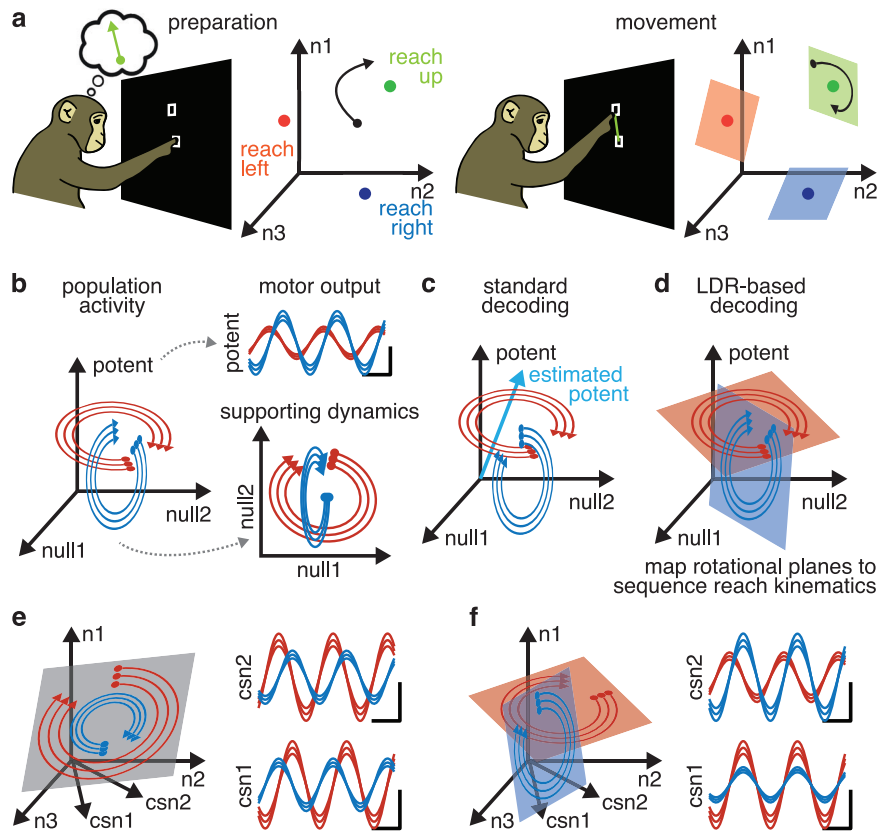 a
preparation
n1
reach
up
reach
left
n2
reach
right
n3
movement
n1
n2
n3
b
population
activity
potent
null2
null1
motor output
potent
supporting dynamics
null2
null1
c
standard
decoding
potent
estimated
potent
null2
null1
d
LDR-based
decoding
potent
null2
null1
map rotational planes to
sequence reach kinematics
e
n1
n2
csn2
csn1
n3
csn2
csn1
f
n1
n2
csn2
csn1
n3
csn2
csn1